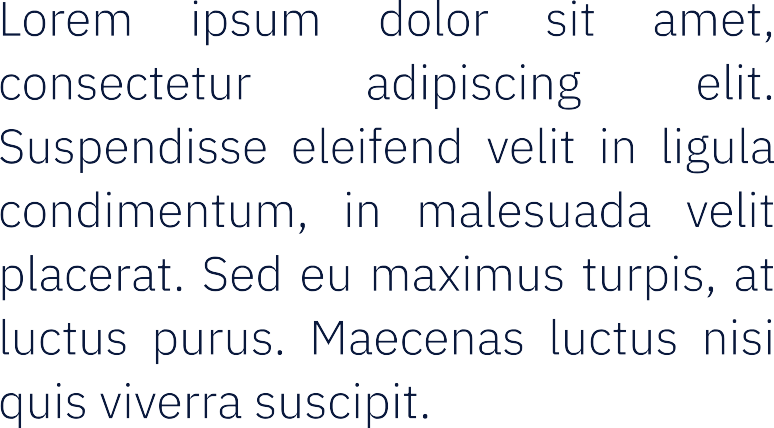 Lorem ipsum dolor sit amet,
consectetur adipiscing elit.
Suspendisse eleifend velit in ligula
condimentum, in malesuada velit
placerat. Sed eu maximus turpis, at
luctus purus. Maecenas luctus nisi
quis viverra suscipit.